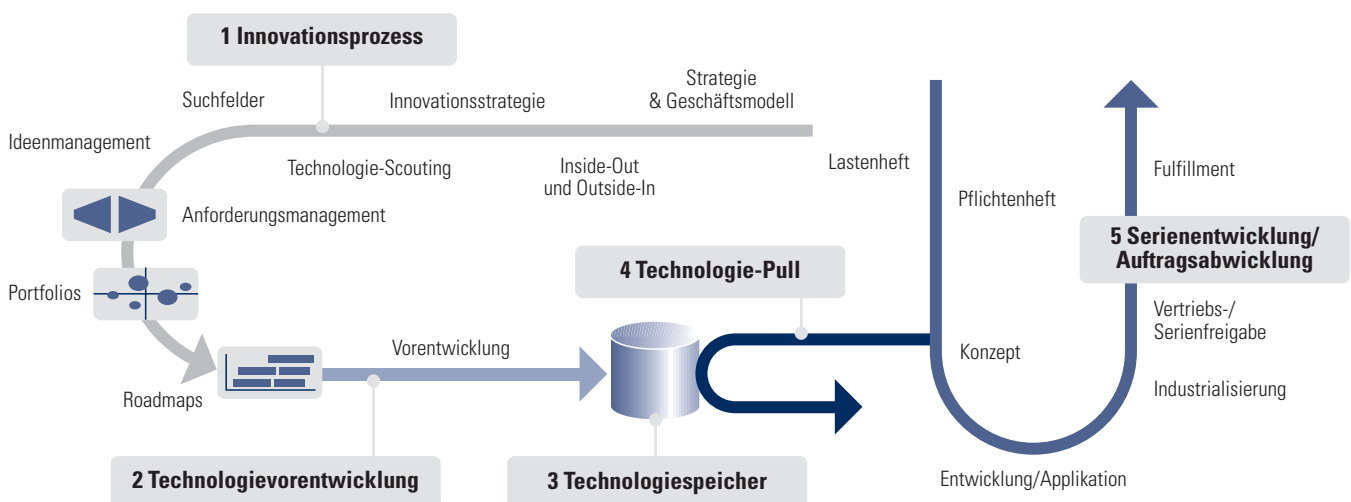 1 Innovationsprozess
Strategie
& Geschäftsmodell
Innovationsstrategie
Suchfelder
Ideenmanagement
Technologie-Scouting
Inside-Out
und Outside-In
Anforderungsmanagement
Portfolios
Roadmaps
Vorentwicklung
2 Technologievorentwicklung
3 Technologiespeicher
4 Technologie-Pull
Lastenheft
Pflichtenheft
Konzept
Entwicklung/Applikation
Industrialisierung
Vertriebs-/
Serienfreigabe
5 Serienentwicklung/
Auftragsabwicklung
Fulfillment